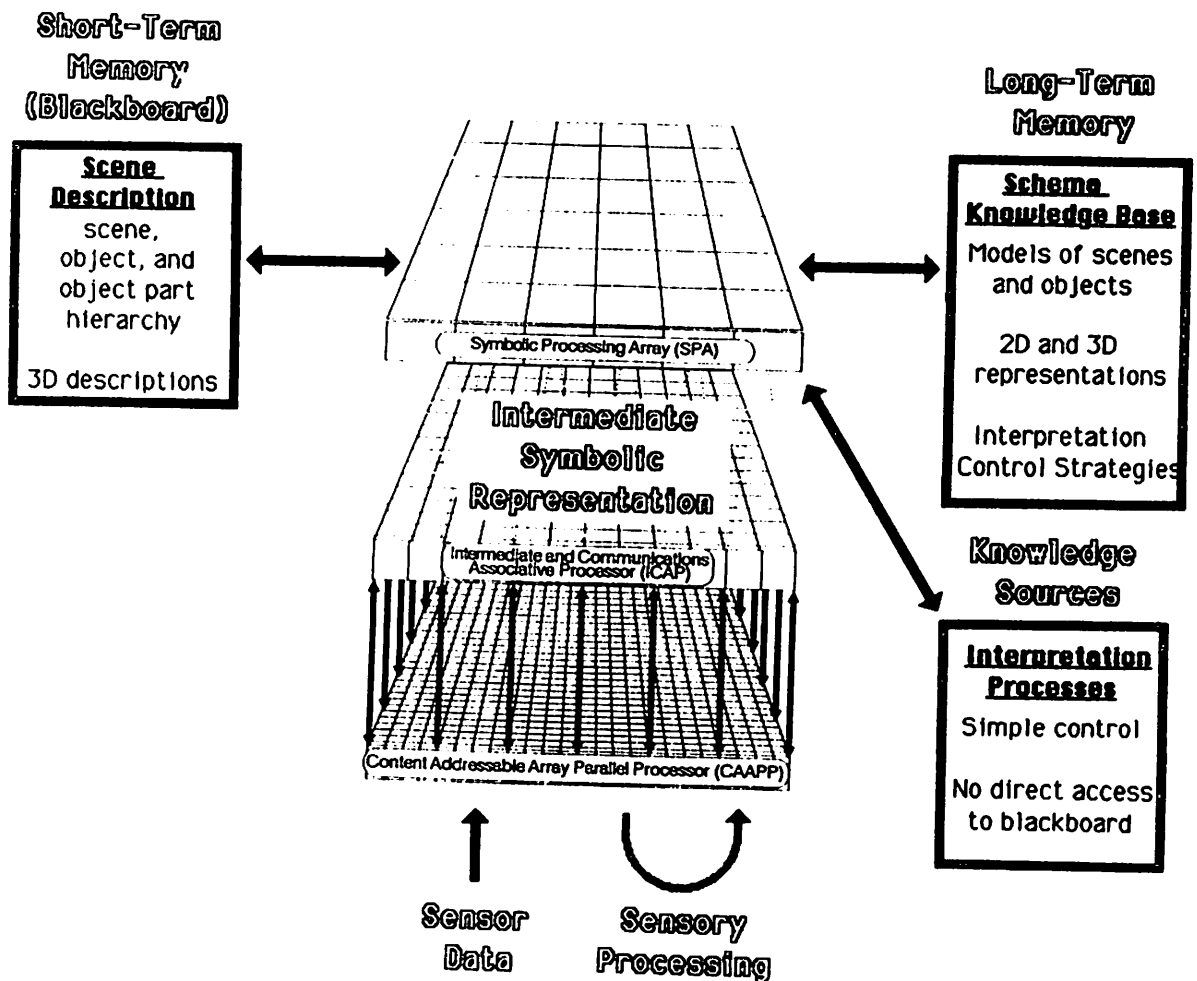 Short-Term
Memory
(Blackboard)
Scene
Description
scene,
object, and
object part
hierarchy
3D descriptions
Symbolic Processing Array (SPA)
Intermediate
Symbolic
Representation
Intermediate and Communications
Associative Processor (ICAP)
Content Addressable Array Parallel Processor (CAAPP)
Sensor
Data
Sensory
Processing
Long-Term
Memory
Schema
Knowledge Base
Models of scenes
and objects
2D and 3D
representations
Interpretation
Control Strategies
Knowledge
Sources
Interpretation
Processes
Simple control
No direct access
to blackboard